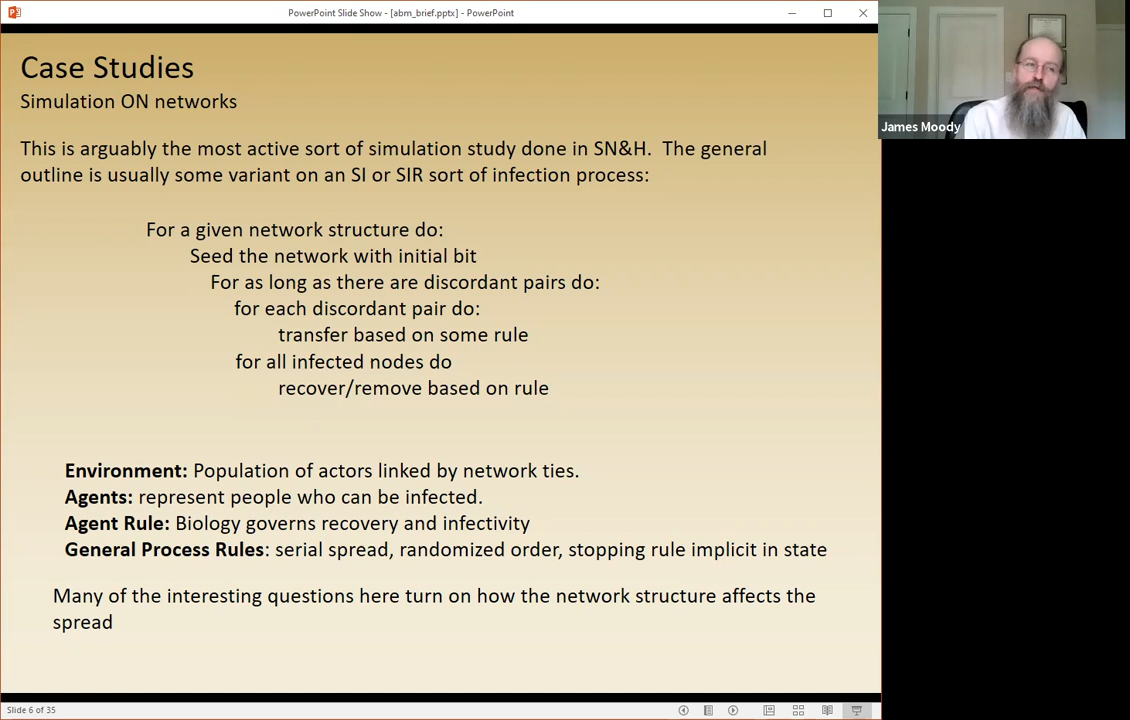 PowerPoint Slide Show - [abm_brief.pptx] - PowerPoint
Case Studies
Simulation ON networks
This is arguably the most active sort of simulation study done in SN&H. The general
outline is usually some variant on an SI or SIR sort of infection process:
For a given network structure do:
Seed the network with initial bit
For as long as there are discordant pairs do:
for each discordant pair do:
transfer based on some rule
for all infected nodes do
recover/remove based on rule
Environment: Population of actors linked by network ties.
Agents: represent people who can be infected.
Agent Rule: Biology governs recovery and infectivity
General Process Rules: serial spread, randomized order, stopping rule implicit in state
Many of the interesting questions here turn on how the network structure affects the
spread
Slide 6 of 35
James Moody